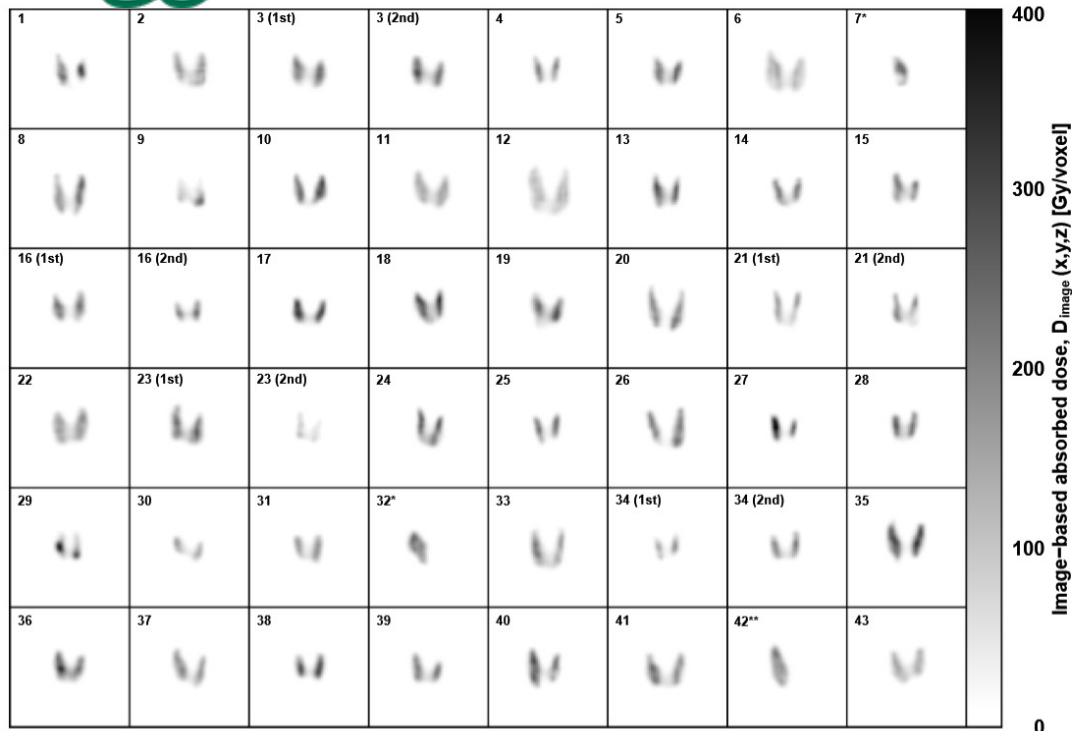 1 2 3 (1st) 3 (2nd) 4 5 6 7*
8 9 10 11 12 13 14 15
16 (1st) 16 (2nd) 17 18 19 20 21 (1st) 21 (2nd)
22 23 (1st) 23 (2nd) 24 25 26 27 28
29 30 31 32* 33 34 (1st) 34 (2nd) 35
36 37 38 39 40 41 42** 43
400
300
200
100
0
Image-based absorbed dose, Dimage (x,y,z) [Gy/voxel]